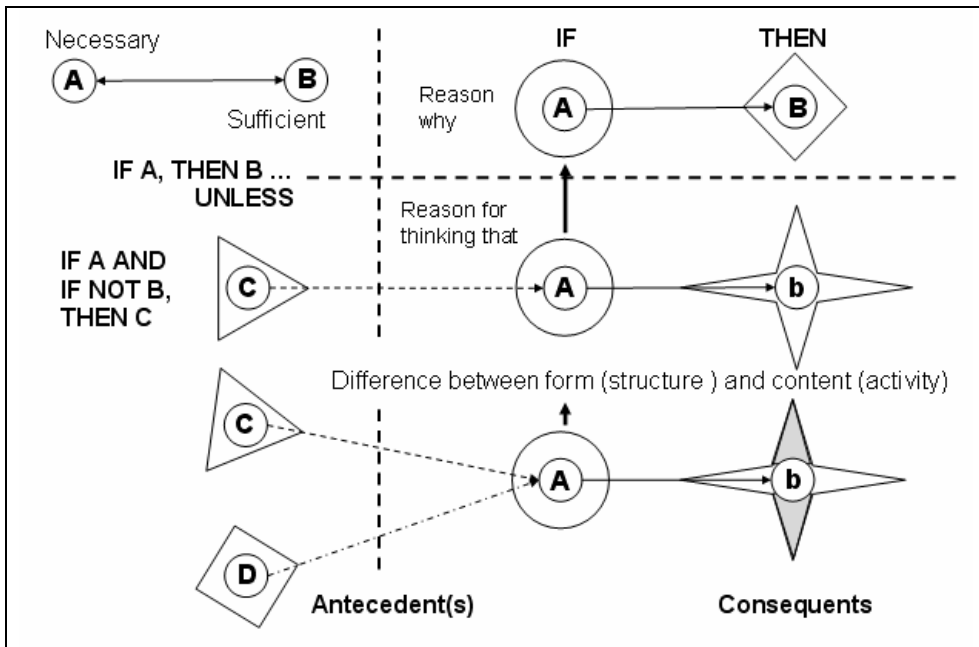 Necessary
A
B
Sufficient
IF
THEN
Reason
why
A
B
IF A, THEN B ...
UNLESS
Reason for
thinking that
IF A AND
IF NOT B,
THEN C
C
A
b
Difference between form (structure ) and content (activity)
C
A
b
D
Antecedent(s)
Consequents